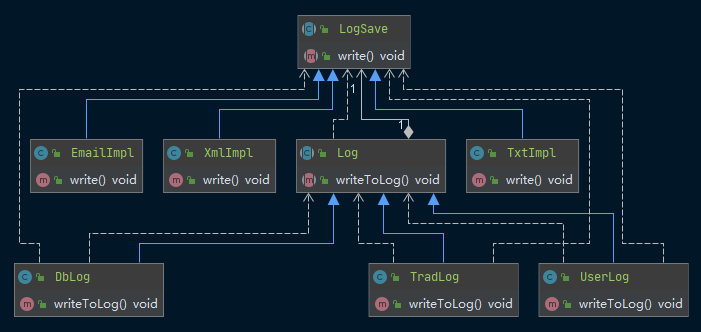 C LogSave
m write() void
1
C EmailImpl
m write() void
C XmlImpl
m write() void
1
C Log
m writeToLog() void
C TxtImpl
m write() void
C DbLog
m writeToLog() void
C TradLog
m writeToLog() void
C UserLog
m writeToLog() void